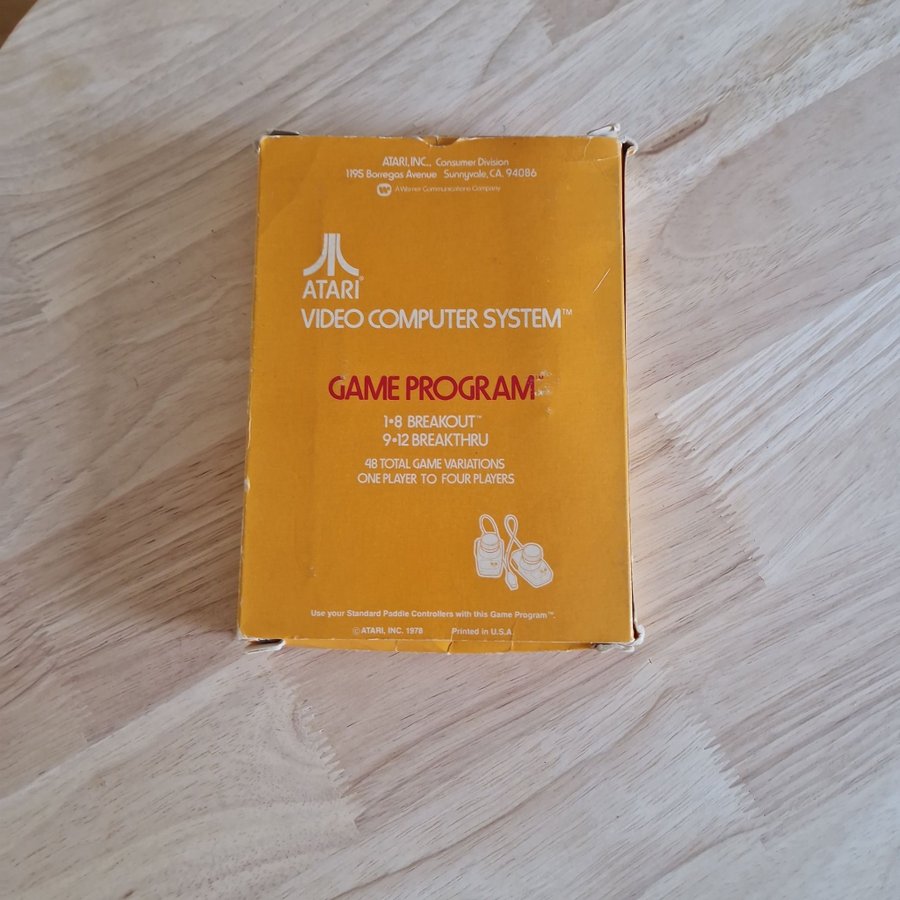 ATARI, INC., Consumer Division
1195 Borregas Avenue Sunnyvale, CA. 94086
W A Warner Communications Company
ATARI®
VIDEO COMPUTER SYSTEM™
GAME PROGRAM™
1•8 BREAKOUT™
9•12 BREAKTHRU
48 TOTAL GAME VARIATIONS
ONE PLAYER TO FOUR PLAYERS
Use your Standard Paddle Controllers with this Game Program™.
©ATARI, INC. 1978 Printed in U.S.A.